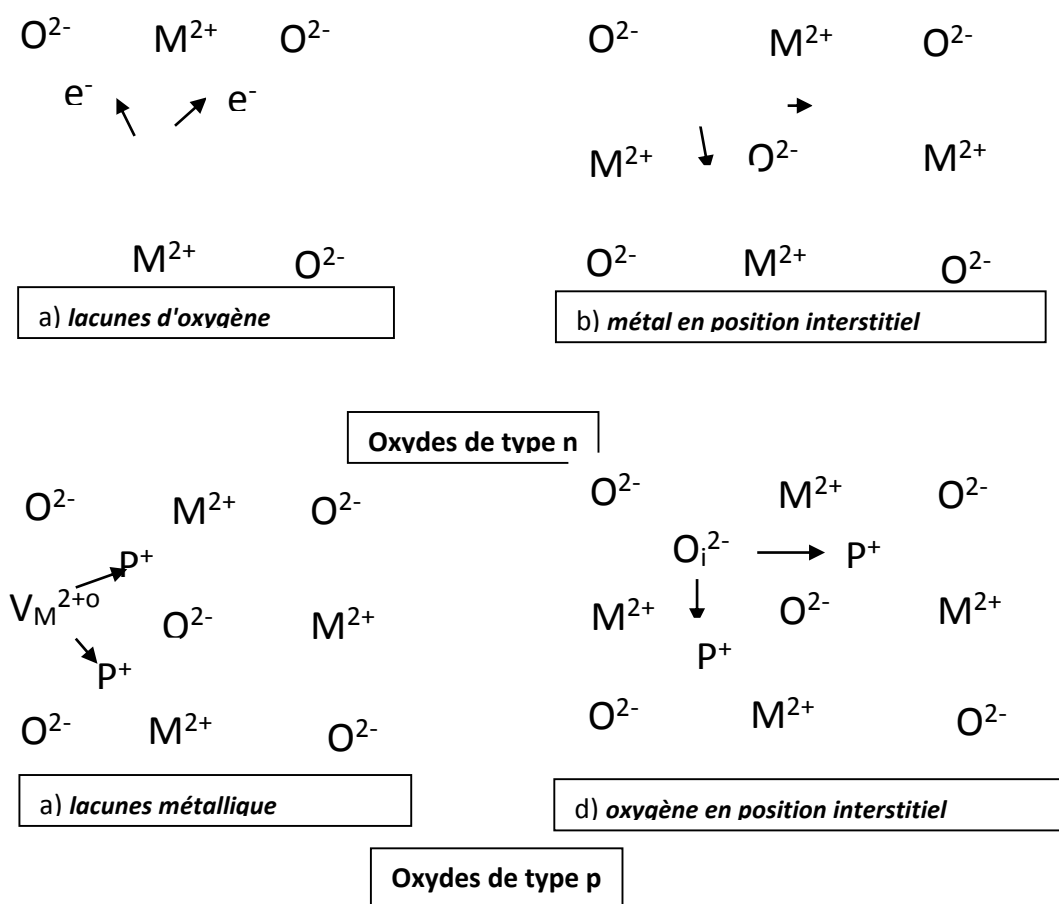 O²⁻ M²⁺ O²⁻
e⁻ e⁻
M²⁺ O²⁻
a) lacunes d'oxygène
O²⁻ M²⁺ O²⁻
M²⁺ O²⁻ M²⁺
O²⁻ M²⁺ O²⁻
b) métal en position interstitiel
Oxydes de type n
O²⁻ M²⁺ O²⁻
P⁺
V_M²⁺ᵒ O²⁻ M²⁺
P⁺
O²⁻ M²⁺ O²⁻
a) lacunes métallique
O²⁻ M²⁺ O²⁻
Oᵢ²⁻ P⁺
M²⁺ O²⁻ M²⁺
P⁺
O²⁻ M²⁺ O²⁻
d) oxygène en position interstitiel
Oxydes de type p